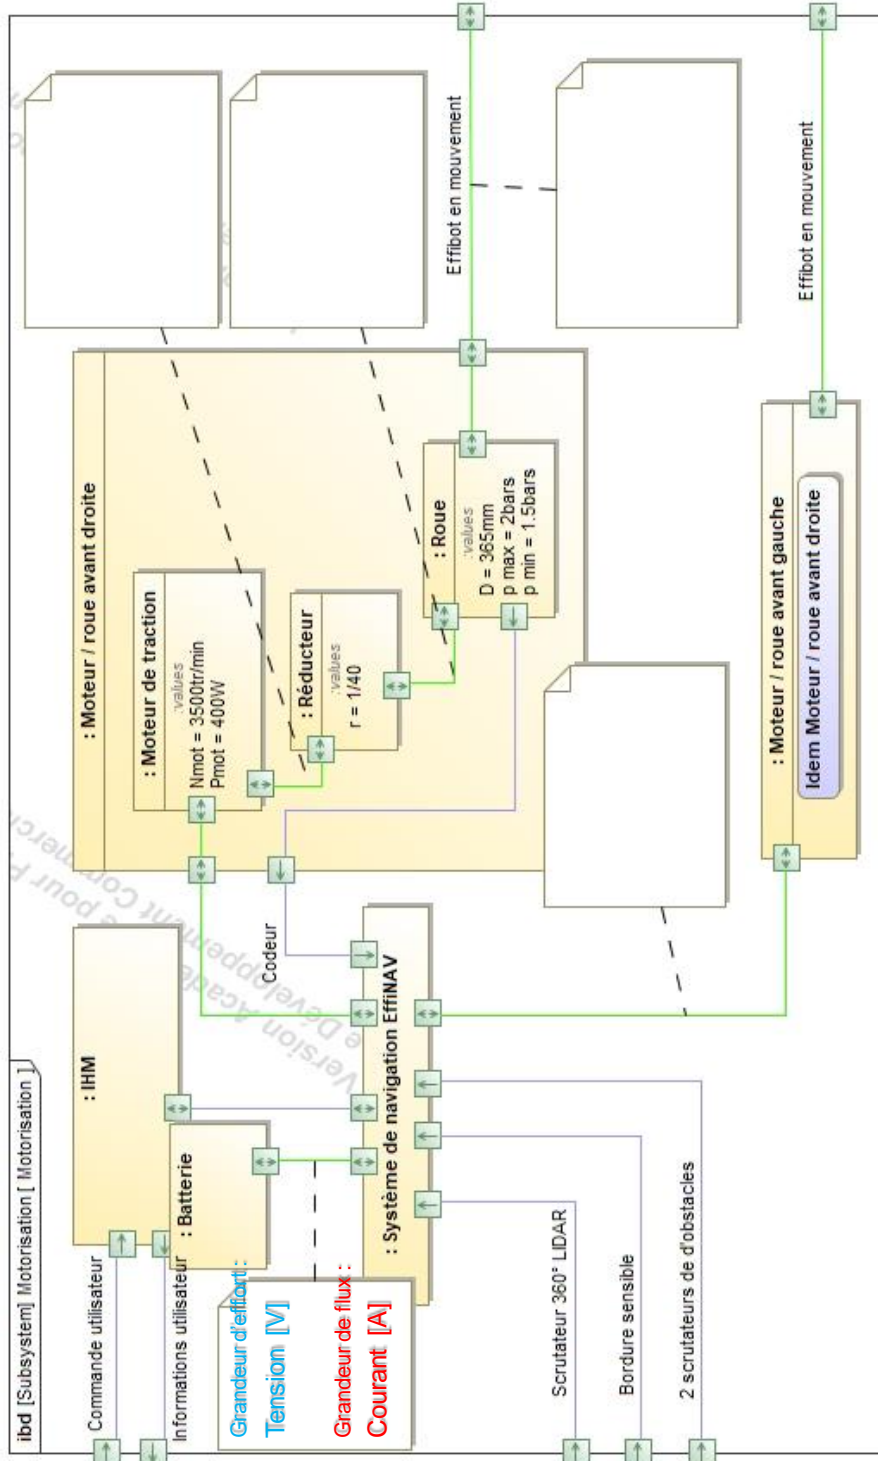 ibd [Subsystem] Motorisation [ Motorisation ]
Commande utilisateur
Informations utilisateur
: IHM
: Batterie
Grandeur d'effort :
Tension [V]
Grandeur de flux :
Courant [A]
: Système de navigation EffiNAV
Codeur
Scrutateur 360° LIDAR
Bordure sensible
2 scrutateurs de d'obstacles
: Moteur / roue avant droite
: Moteur de traction
:values
Nmot = 3500tr/min
Pmot = 400W
: Réducteur
:values
r = 1/40
: Roue
:values
D = 365mm
p max = 2bars
p min = 1.5bars
Effibot en mouvement
: Moteur / roue avant gauche
Idem Moteur / roue avant droite
Effibot en mouvement